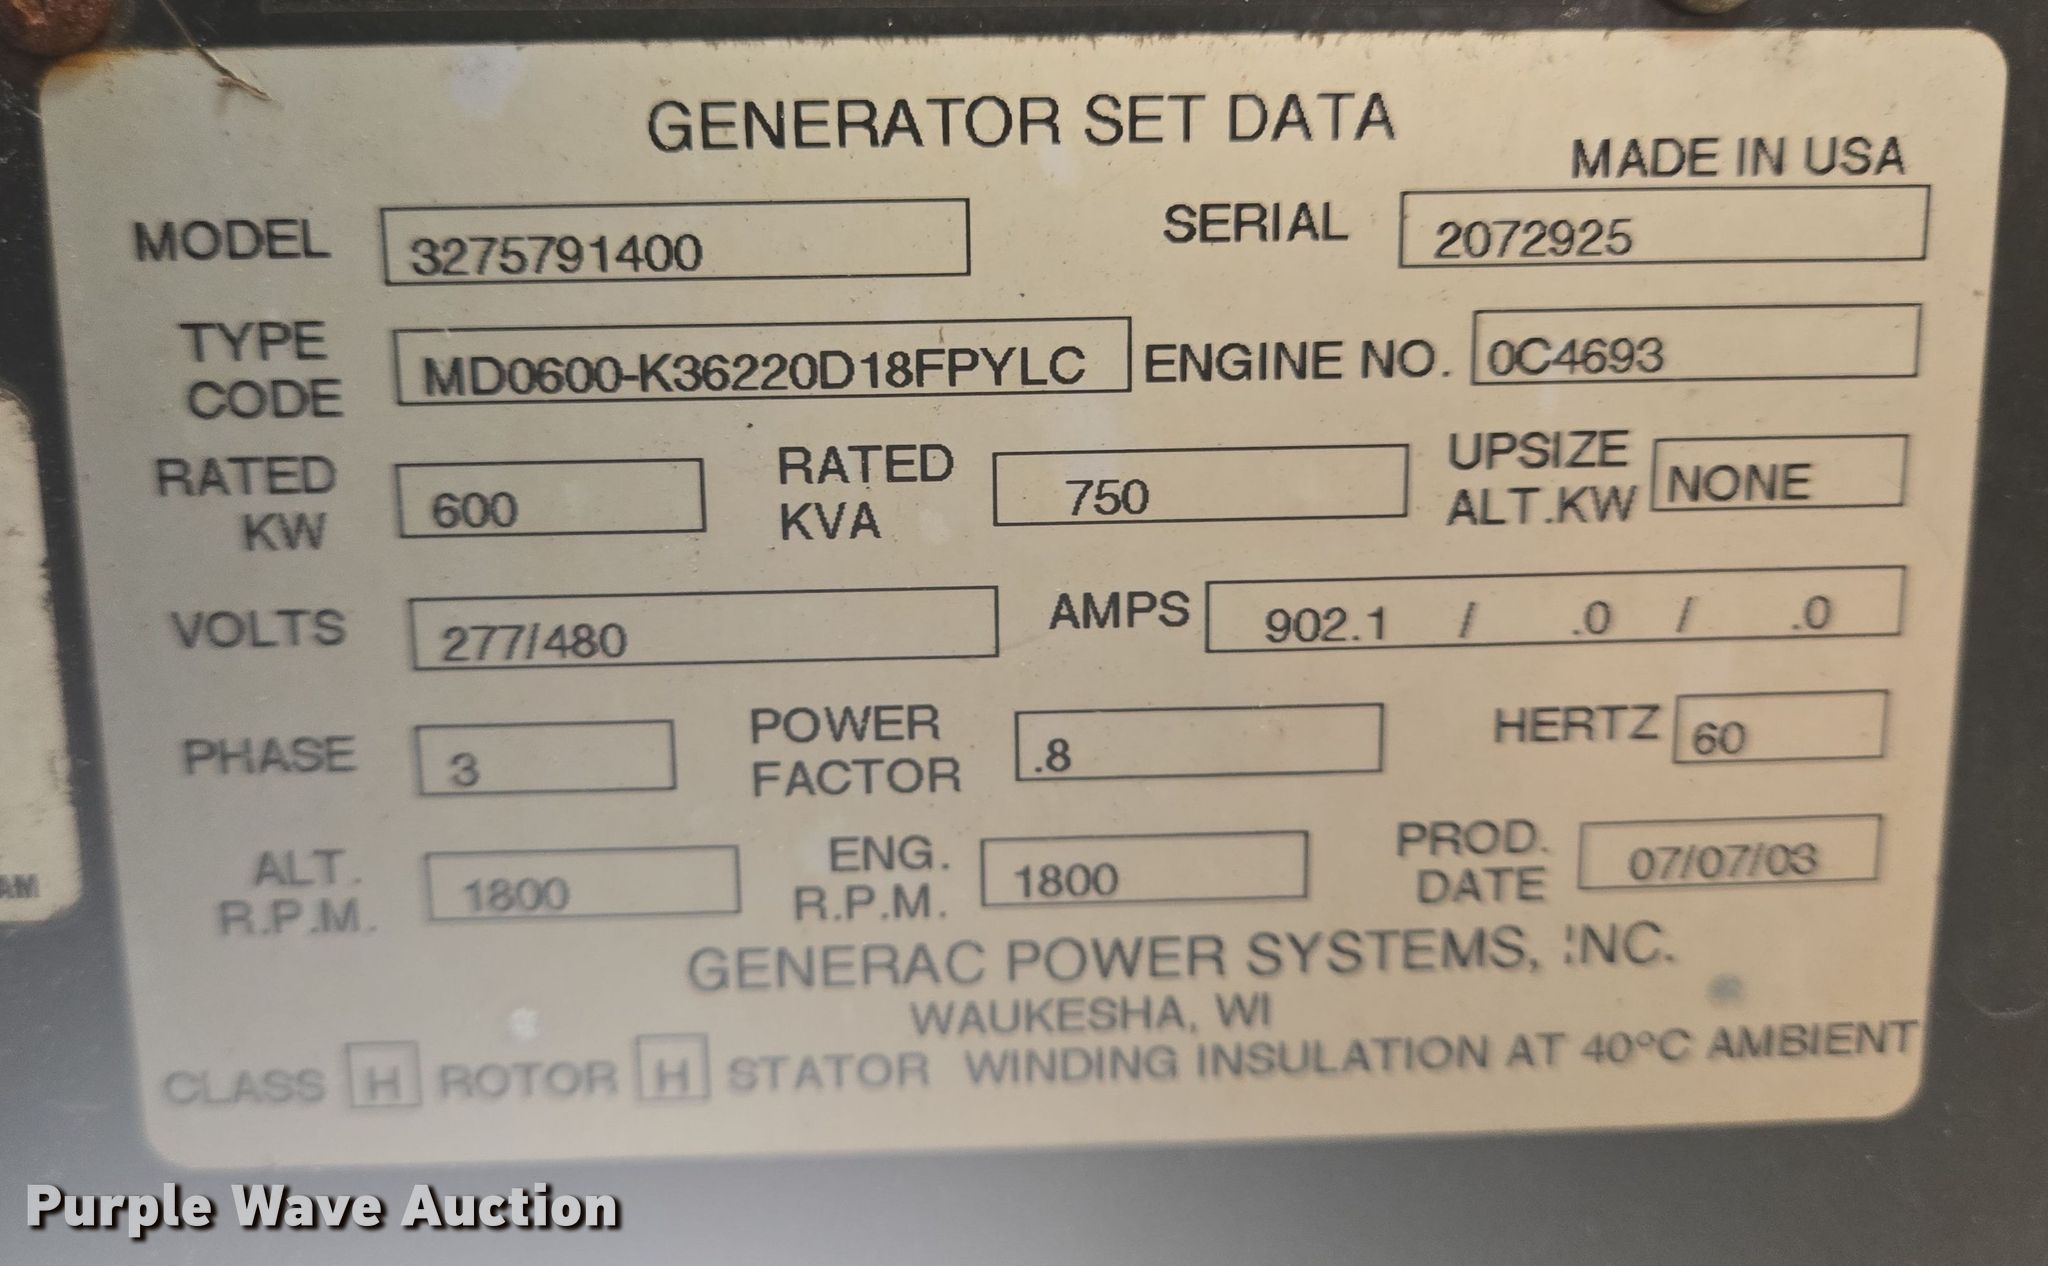 GENERATOR SET DATA
MADE IN USA
MODEL 3275791400 SERIAL 2072925
TYPE CODE MD0600-K36220D18FPYLC ENGINE NO. 0C4693
RATED KW 600 RATED KVA 750 UPSIZE ALT.KW NONE
VOLTS 277/480 AMPS 902.1 / .0 / .0
PHASE 3 POWER FACTOR .8 HERTZ 60
ALT. R.P.M. 1800 ENG. R.P.M. 1800 PROD. DATE 07/07/03
GENERAC POWER SYSTEMS, INC.
WAUKESHA, WI
CLASS H ROTOR H STATOR WINDING INSULATION AT 40°C AMBIENT
AM
Purple Wave Auction